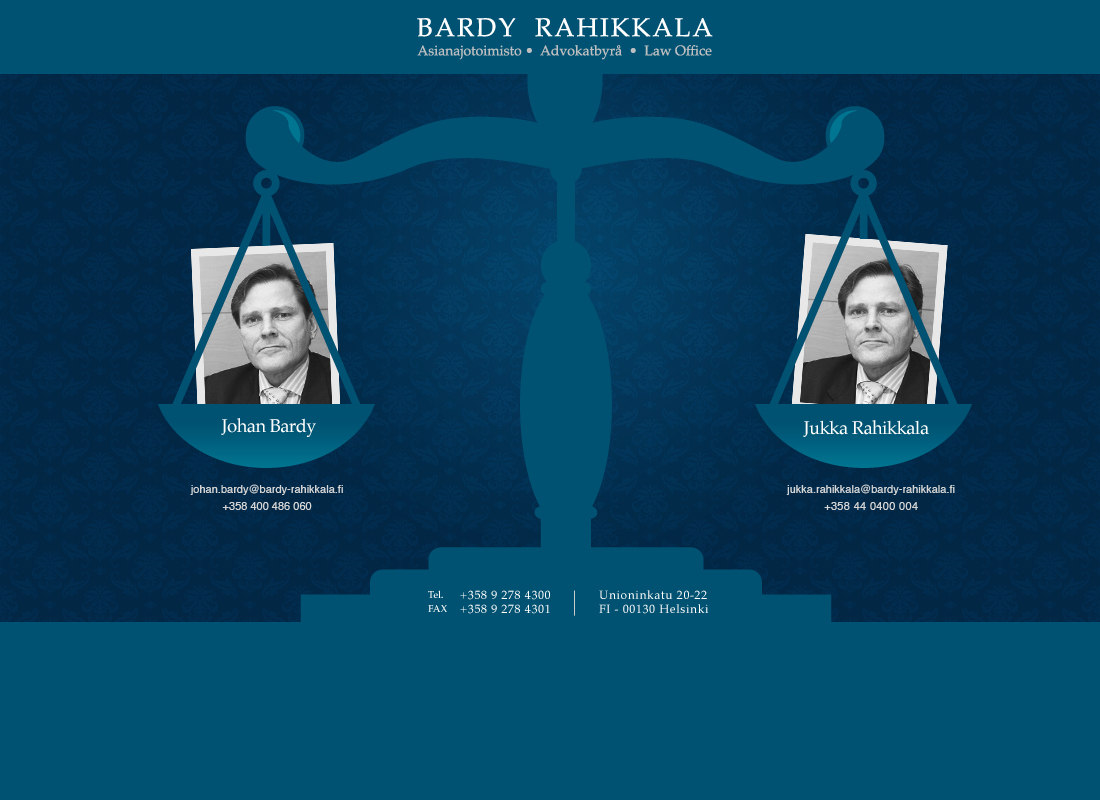 BARDY RAHIKKALA
Asianajotoimisto • Advokatbyrå • Law Office
Johan Bardy
johan.bardy@bardy-rahikkala.fi
+358 400 486 060
Jukka Rahikkala
jukka.rahikkala@bardy-rahikkala.fi
+358 44 0400 004
Tel. +358 9 278 4300
FAX +358 9 278 4301
Unioninkatu 20-22
FI - 00130 Helsinki